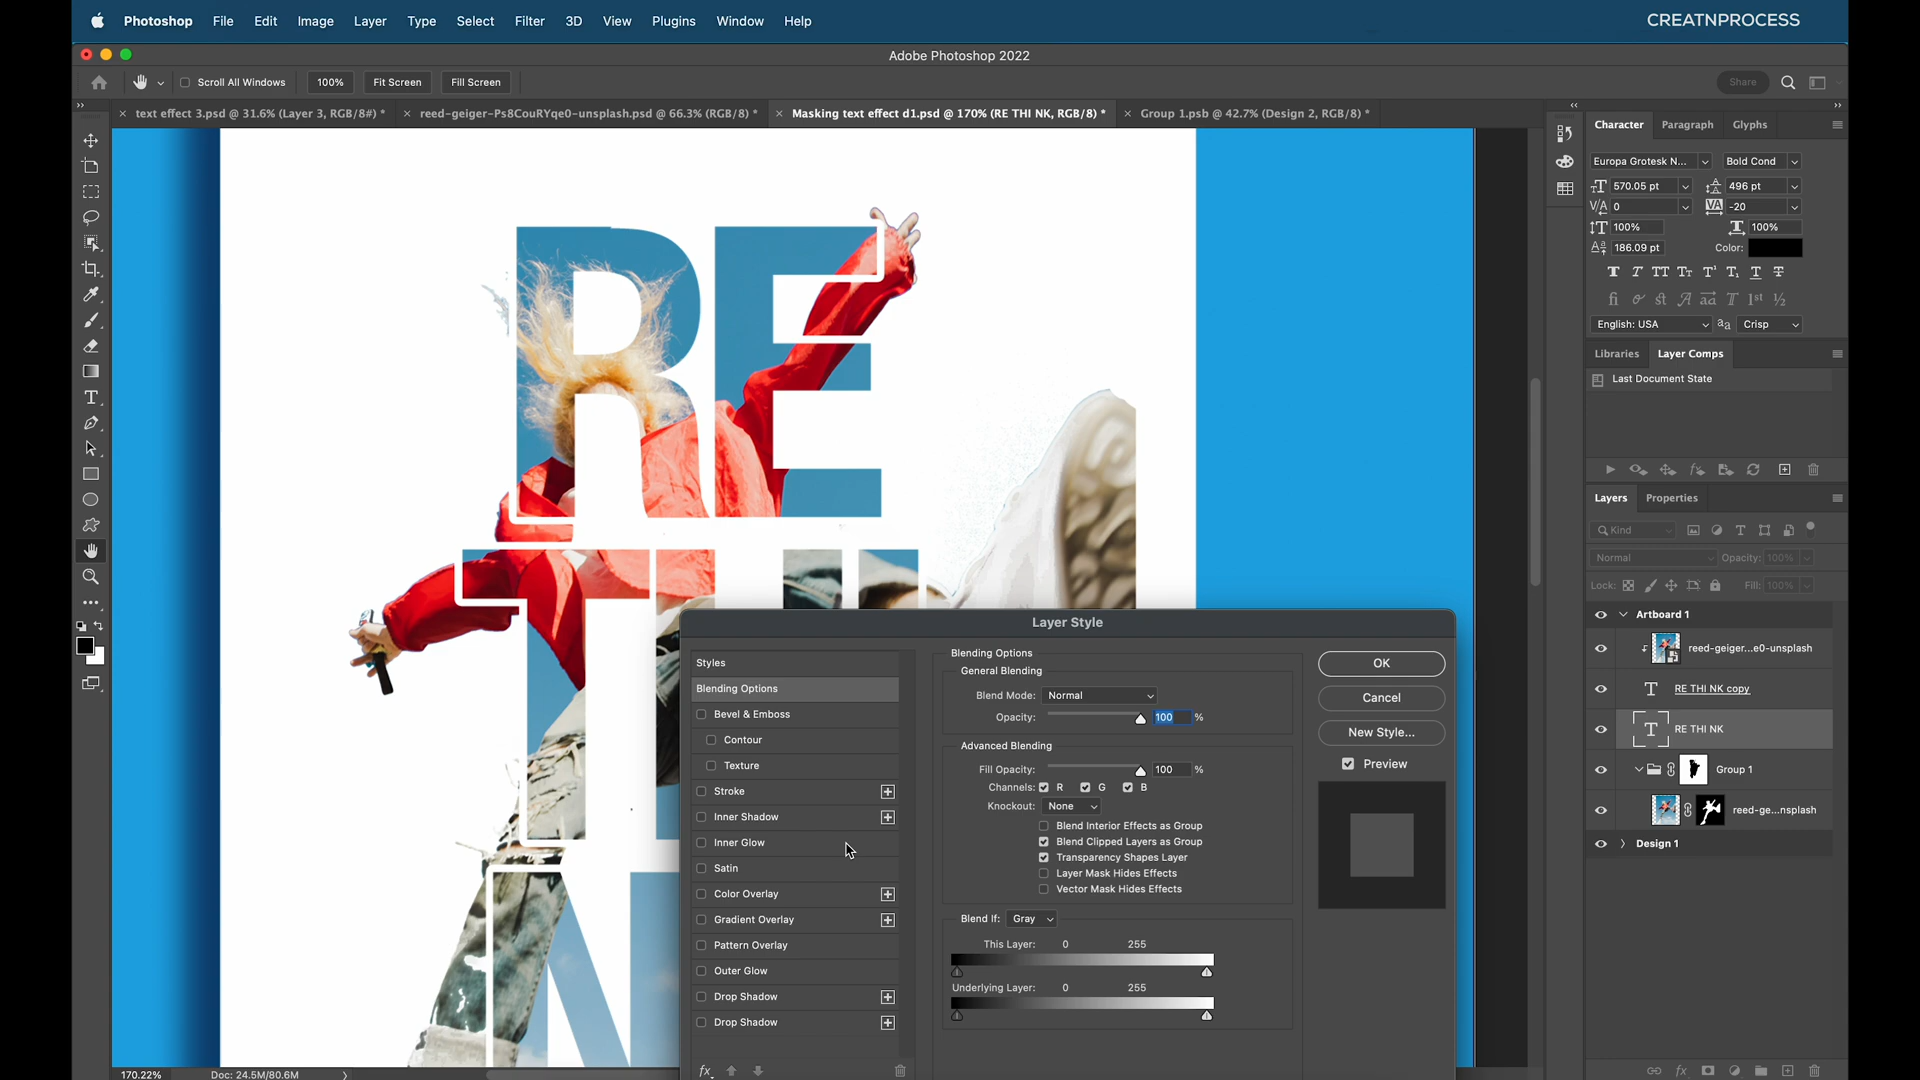 Photoshop File Edit Image Layer Type Select Filter 3D View Plugins Window Help
CREATNPROCESS
Adobe Photoshop 2022
Scroll All Windows 100% Fit Screen Fill Screen
Share
text effect 3.psd @ 31.6% (Layer 3, RGB/8#) *
reed-geiger-Ps8CouRYqe0-unsplash.psd @ 66.3% (RGB/8) *
Masking text effect d1.psd @ 170% (RE THI NK, RGB/8) *
Group 1.psb @ 42.7% (Design 2, RGB/8) *
RE
Character Paragraph Glyphs
Europa Grotesk N... Bold Cond
570.05 pt 496 pt
0 -20
100% 100%
186.09 pt Color:
English: USA Crisp
Libraries Layer Comps
Last Document State
Layers Properties
Kind
Normal Opacity: 100%
Lock: Fill: 100%
Artboard 1
reed-geiger...e0-unsplash
RE THI NK copy
RE THI NK
Group 1
reed-ge...nsplash
Design 1
Layer Style
Styles
Blending Options
Bevel & Emboss
Contour
Texture
Stroke
Inner Shadow
Inner Glow
Satin
Color Overlay
Gradient Overlay
Pattern Overlay
Outer Glow
Drop Shadow
Drop Shadow
fx
Blending Options
General Blending
Blend Mode: Normal
Opacity: 100 %
Advanced Blending
Fill Opacity: 100 %
Channels: R G B
Knockout: None
Blend Interior Effects as Group
Blend Clipped Layers as Group
Transparency Shapes Layer
Layer Mask Hides Effects
Vector Mask Hides Effects
Blend If: Gray
This Layer: 0 255
Underlying Layer: 0 255
OK
Cancel
New Style...
Preview
170.22% Doc: 24.5M/80.6M